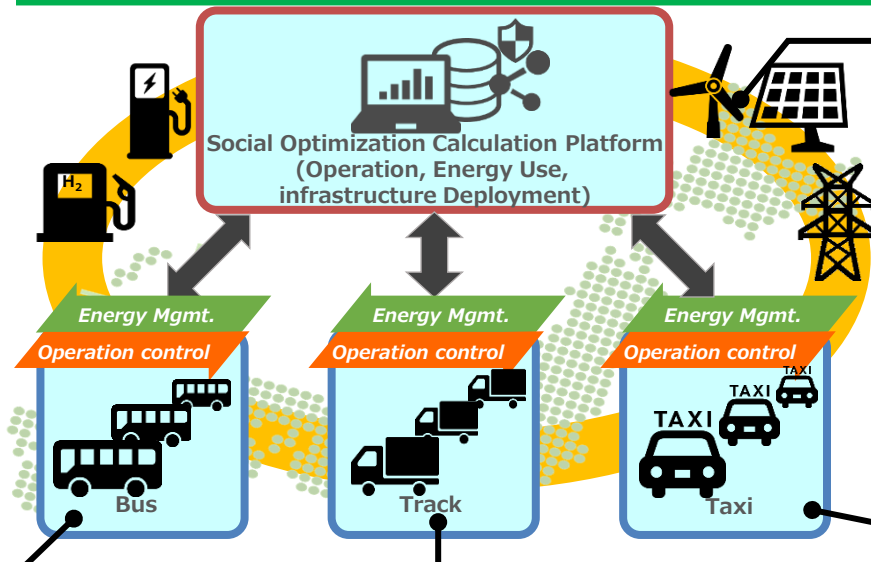 Social Optimization Calculation Platform
(Operation, Energy Use,
infrastructure Deployment)
H2
Energy Mgmt.
Operation control
Bus
Energy Mgmt.
Operation control
Track
Energy Mgmt.
Operation control
TAXI
TAXI
TAXI
Taxi